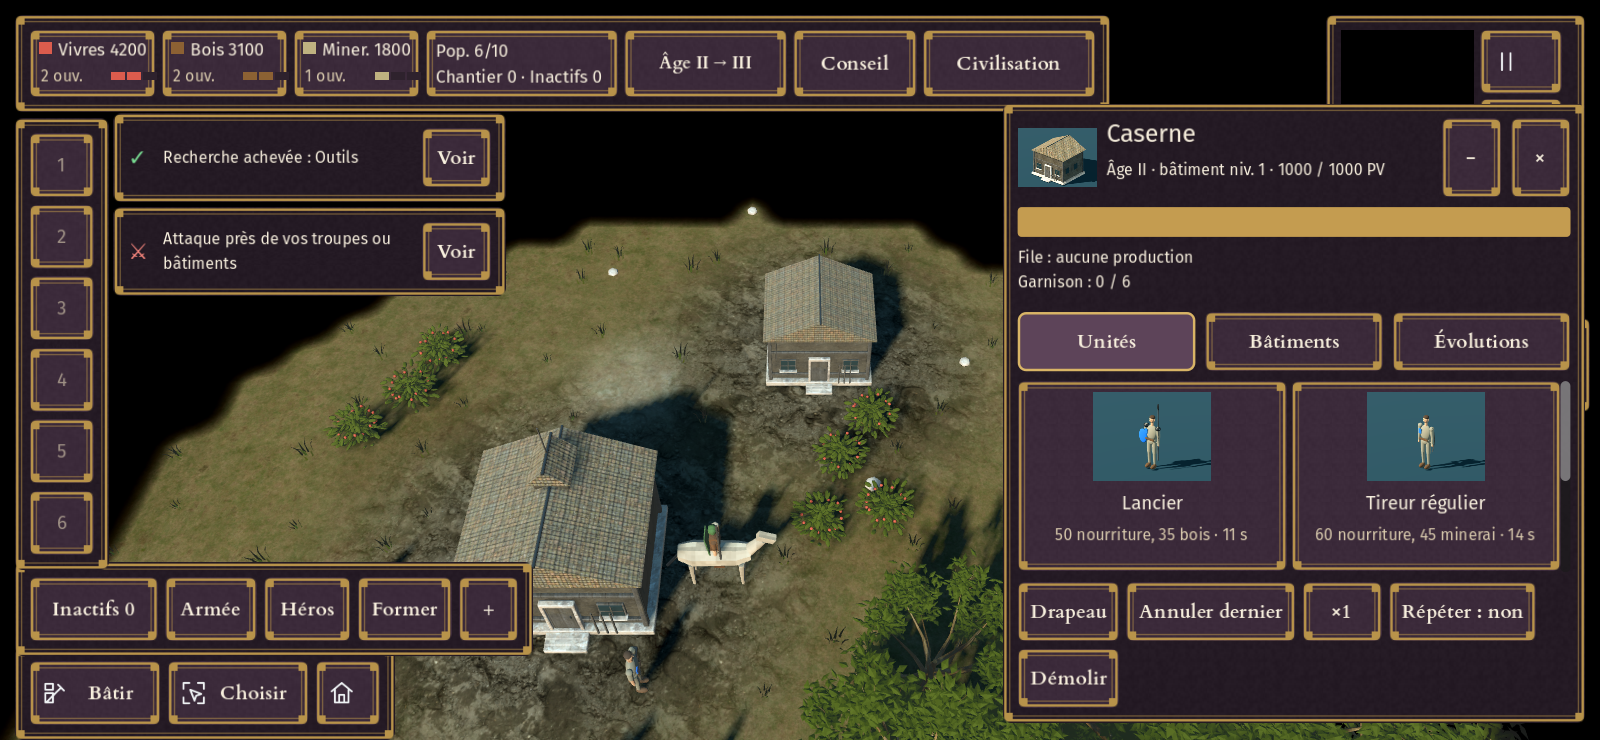 Vivres 4200
2 ouv.
Bois 3100
2 ouv.
Miner. 1800
1 ouv.
Pop. 6/10
Chantier 0 · Inactifs 0
Âge II → III
Conseil
Civilisation
||
1
2
3
4
5
6
✓ Recherche achevée : Outils
Voir
⚔ Attaque près de vos troupes ou
bâtiments
Voir
Caserne
Âge II · bâtiment niv. 1 · 1000 / 1000 PV
–
×
File : aucune production
Garnison : 0 / 6
Unités
Bâtiments
Évolutions
Lancier
50 nourriture, 35 bois · 11 s
Tireur régulier
60 nourriture, 45 minerai · 14 s
Drapeau
Annuler dernier
×1
Répéter : non
Démolir
Inactifs 0
Armée
Héros
Former
+
Bâtir
Choisir